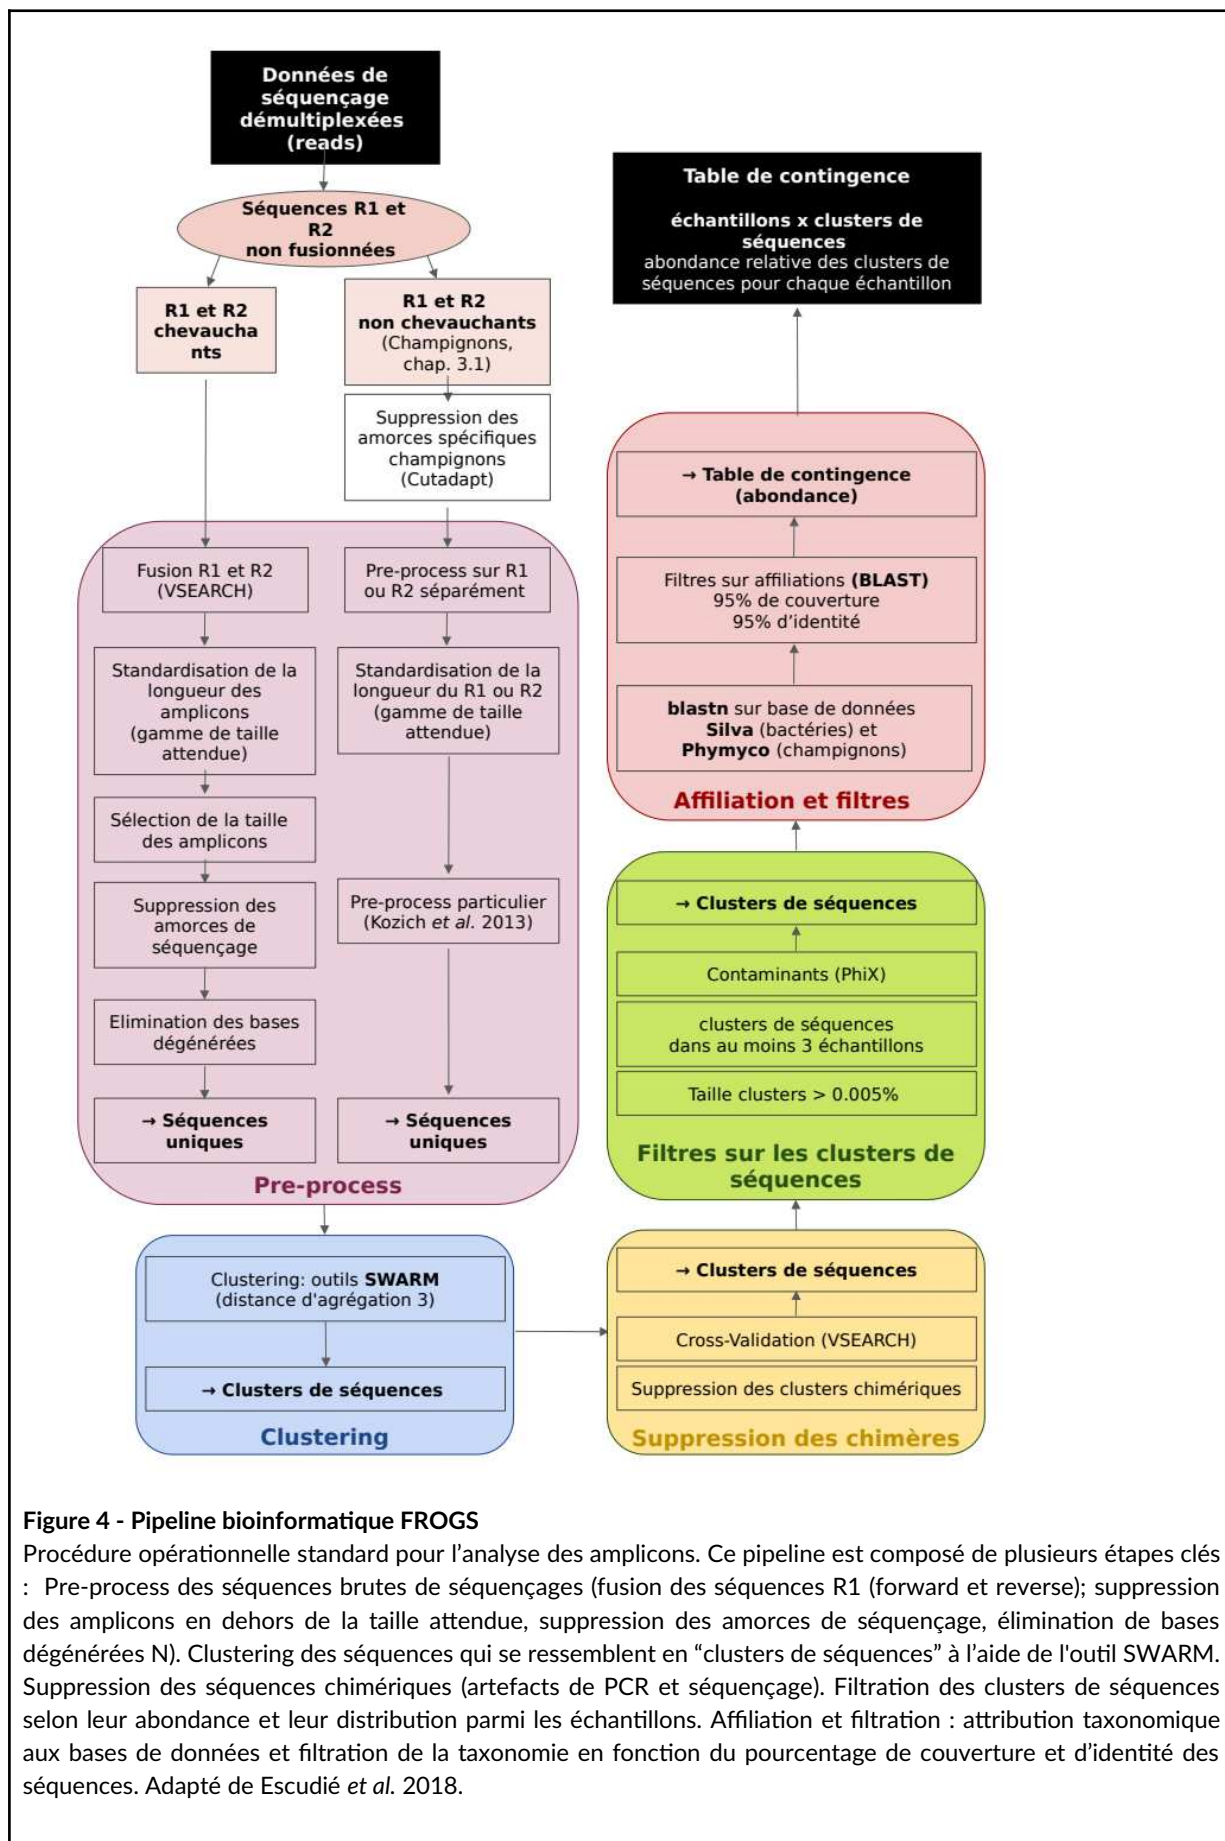 Données de
séquençage
démultiplexées
(reads)
Séquences R1 et
R2
non fusionnées
R1 et R2
chevaucha
nts
R1 et R2
non chevauchants
(Champignons,
chap. 3.1)
Suppression des
amorces spécifiques
champignons
(Cutadapt)
Fusion R1 et R2
(VSEARCH)
Standardisation de la
longueur des
amplicons
(gamme de taille
attendue)
Sélection de la taille
des amplicons
Suppression des
amorces de
séquençage
Elimination des bases
dégénérées
→ Séquences
uniques
Pre-process sur R1
ou R2 séparément
Standardisation de la
longueur du R1 ou R2
(gamme de taille
attendue)
Pre-process particulier
(Kozich et al. 2013)
→ Séquences
uniques
Pre-process
Clustering: outils SWARM
(distance d'agrégation 3)
→ Clusters de séquences
Clustering
Table de contingence
échantillons x clusters de
séquences
abondance relative des clusters de
séquences pour chaque échantillon
→ Table de contingence
(abondance)
Filtres sur affiliations (BLAST)
95% de couverture
95% d’identité
blastn sur base de données
Silva (bactéries) et
Phymyco (champignons)
Affiliation et filtres
→ Clusters de séquences
Contaminants (PhiX)
clusters de séquences
dans au moins 3 échantillons
Taille clusters > 0.005%
Filtres sur les clusters de
séquences
→ Clusters de séquences
Cross-Validation (VSEARCH)
Suppression des clusters chimériques
Suppression des chimères
Figure 4 - Pipeline bioinformatique FROGS
Procédure opérationnelle standard pour l’analyse des amplicons. Ce pipeline est composé de plusieurs étapes clés
: Pre-process des séquences brutes de séquençages (fusion des séquences R1 (forward et reverse); suppression
des amplicons en dehors de la taille attendue, suppression des amorces de séquençage, élimination de bases
dégénérées N). Clustering des séquences qui se ressemblent en “clusters de séquences” à l’aide de l'outil SWARM.
Suppression des séquences chimériques (artefacts de PCR et séquençage). Filtration des clusters de séquences
selon leur abondance et leur distribution parmi les échantillons. Affiliation et filtration : attribution taxonomique
aux bases de données et filtration de la taxonomie en fonction du pourcentage de couverture et d’identité des
séquences. Adapté de Escudié et al. 2018.